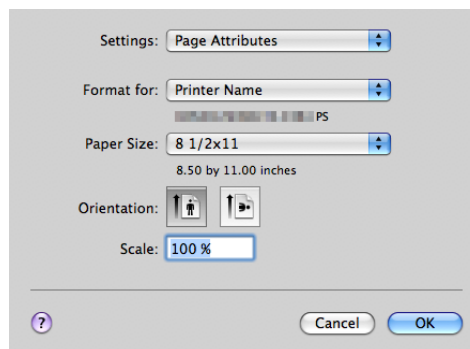 Settings: Page Attributes
Format for: Printer Name
PS
Paper Size: 8 1/2x11
8.50 by 11.00 inches
Orientation:
Scale: 100 %
? Cancel OK